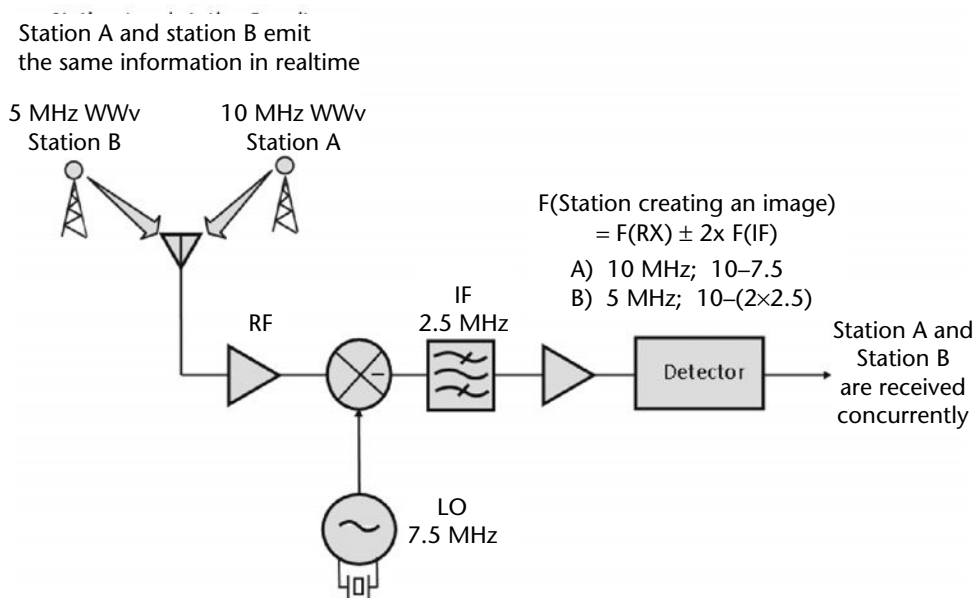 Station A and station B emit
the same information in realtime
5 MHz WWv
Station B
10 MHz WWv
Station A
F(Station creating an image)
= F(RX) ± 2x F(IF)
A) 10 MHz; 10–7.5
B) 5 MHz; 10–(2×2.5)
RF
IF
2.5 MHz
Detector
Station A and
Station B
are received
concurrently
LO
7.5 MHz